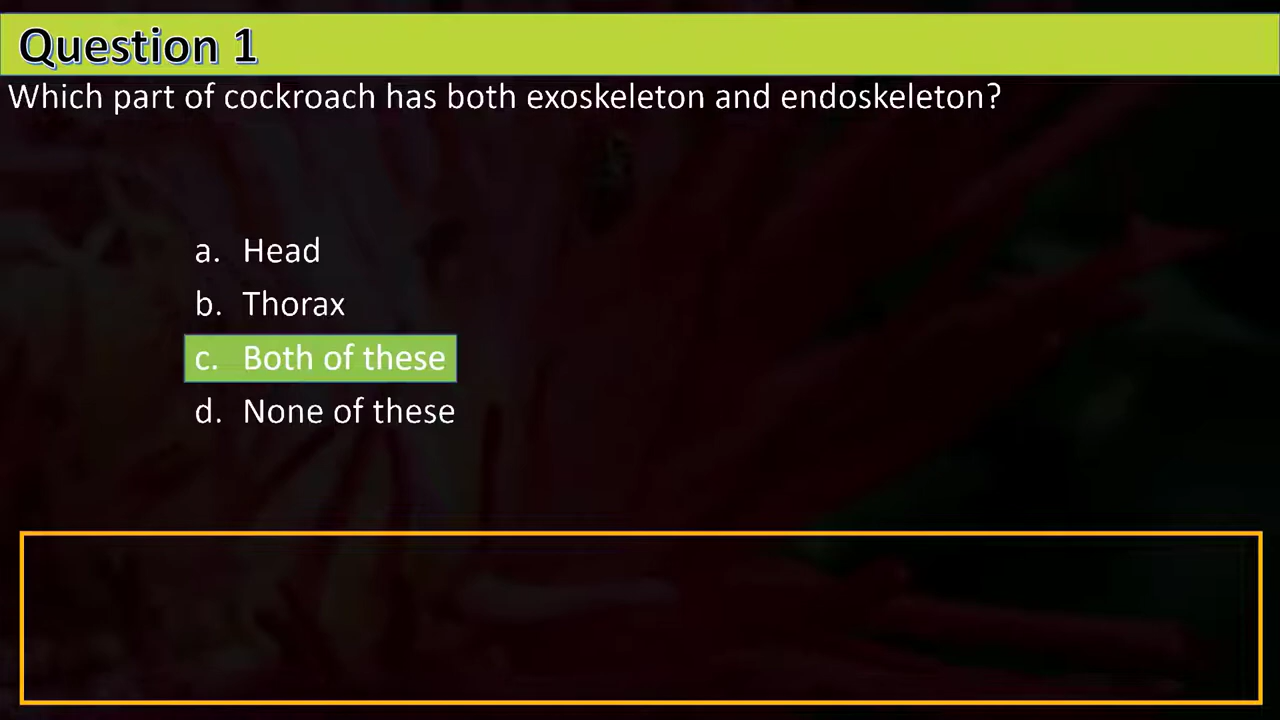 Question 1
Which part of cockroach has both exoskeleton and endoskeleton?
a. Head
b. Thorax
c. Both of these
d. None of these